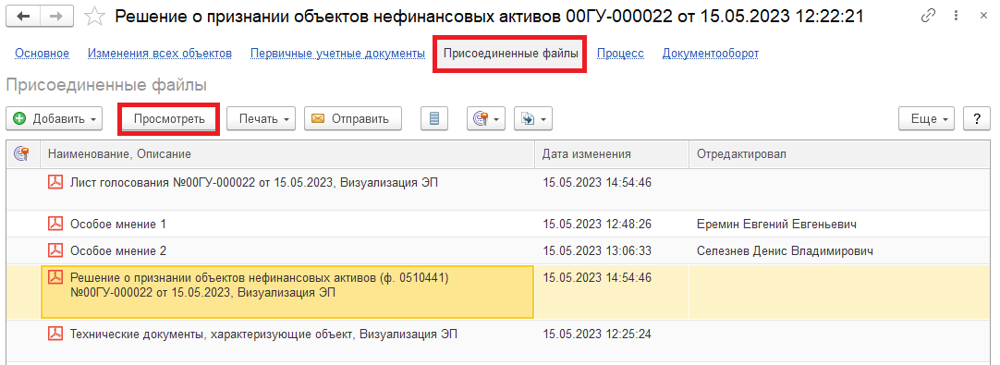 Решение о признании объектов нефинансовых активов 00ГУ-000022 от 15.05.2023 12:22:21
Основное Изменения всех объектов Первичные учетные документы Присоединенные файлы Процесс Документооборот
Присоединенные файлы
Добавить Просмотреть Печать Отправить Еще ?
Наименование, Описание Дата изменения Отредактировал
Лист голосования №00ГУ-000022 от 15.05.2023, Визуализация ЭП 15.05.2023 14:54:46
Особое мнение 1 15.05.2023 12:48:26 Еремин Евгений Евгеньевич
Особое мнение 2 15.05.2023 13:06:33 Селезнев Денис Владимирович
Решение о признании объектов нефинансовых активов (ф. 0510441) 15.05.2023 14:54:46
№00ГУ-000022 от 15.05.2023, Визуализация ЭП
Технические документы, характеризующие объект, Визуализация ЭП 15.05.2023 12:25:24